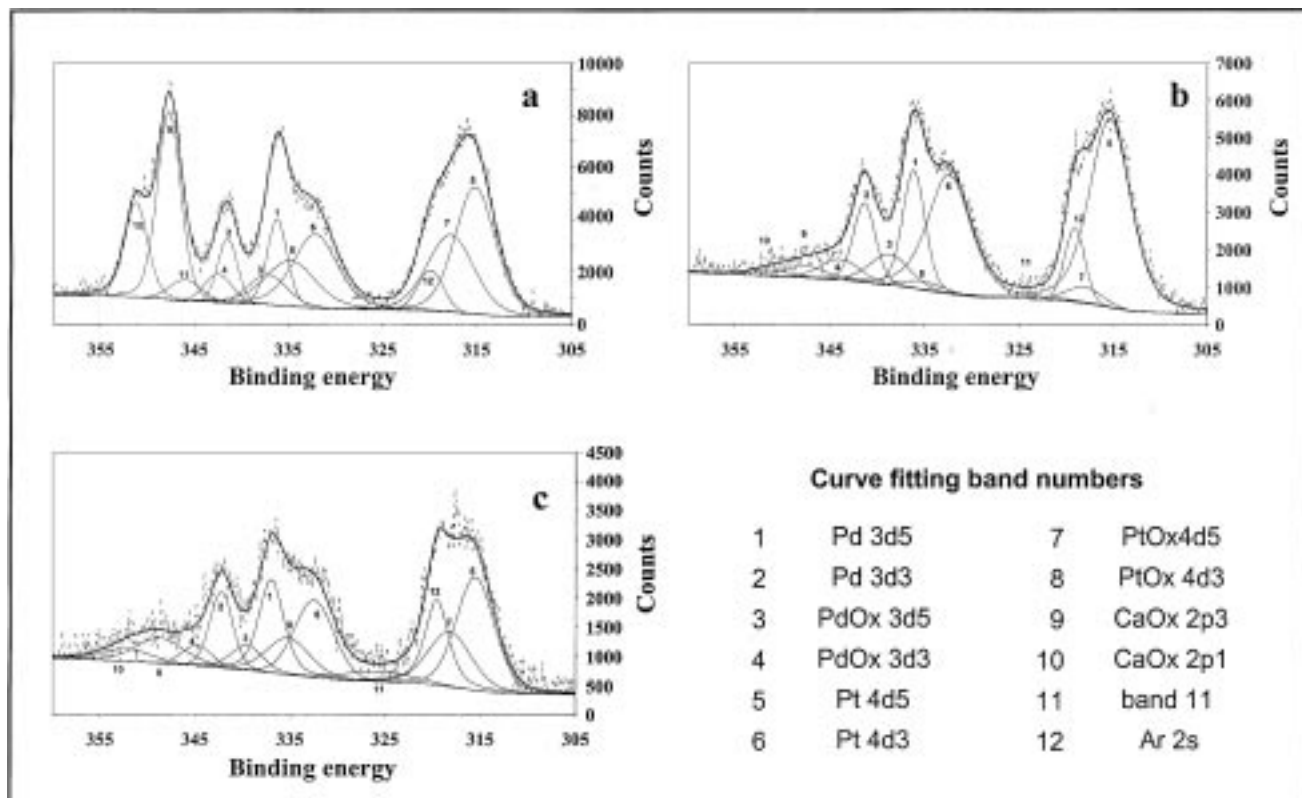 a
10000
8000
6000
4000
2000
0
Counts
355 345 335 325 315 305
Binding energy
b
7000
6000
5000
4000
3000
2000
1000
0
Counts
355 345 335 325 315 305
Binding energy
c
4500
4000
3500
3000
2500
2000
1500
1000
500
0
Counts
355 345 335 325 315 305
Binding energy
Curve fitting band numbers
1 Pd 3d5 7 PtOx4d5
2 Pd 3d3 8 PtOx 4d3
3 PdOx 3d5 9 CaOx 2p3
4 PdOx 3d3 10 CaOx 2p1
5 Pt 4d5 11 band 11
6 Pt 4d3 12 Ar 2s